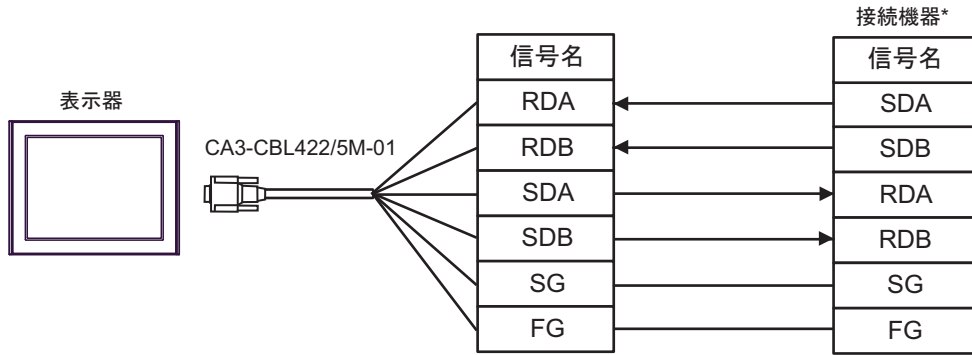 表示器
CA3-CBL422/5M-01
信号名
RDA
RDB
SDA
SDB
SG
FG
接続機器*
信号名
SDA
SDB
RDA
RDB
SG
FG